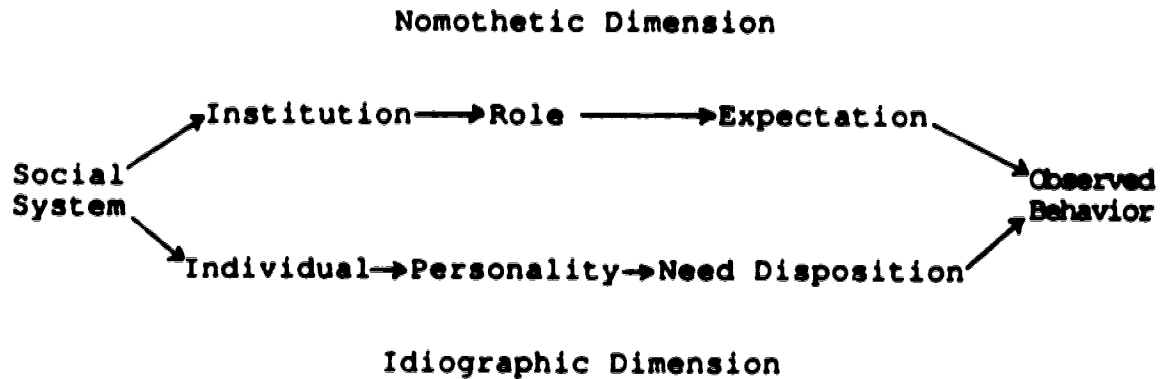 Nomothetic Dimension
Institution Role Expectation
Social
System
Observed
Behavior
Individual Personality Need Disposition
Idiographic Dimension